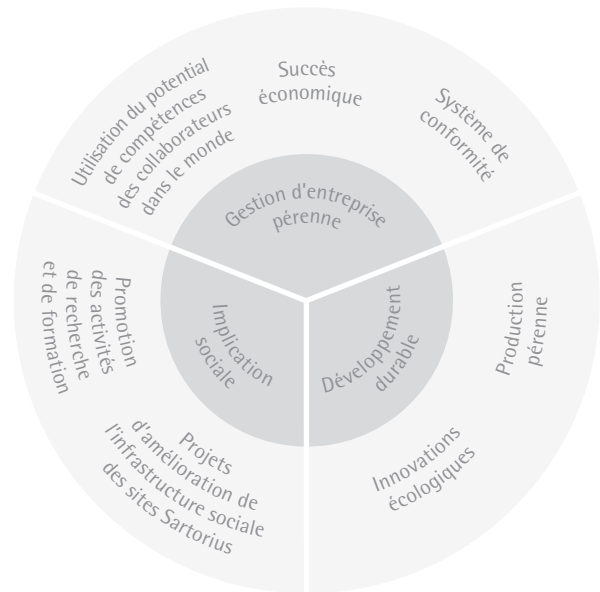 Utilisation du potentiel
de compétences
des collaborateurs
dans le monde
Succès
économique
Système de
conformité
Gestion d'entreprise
pérenne
Implication
sociale
Développement
durable
Promotion
des activités
de recherche
et de formation
Projets
d'amélioration de
l'infrastructure sociale
des sites Sartorius
Production
pérenne
Innovations
écologiques